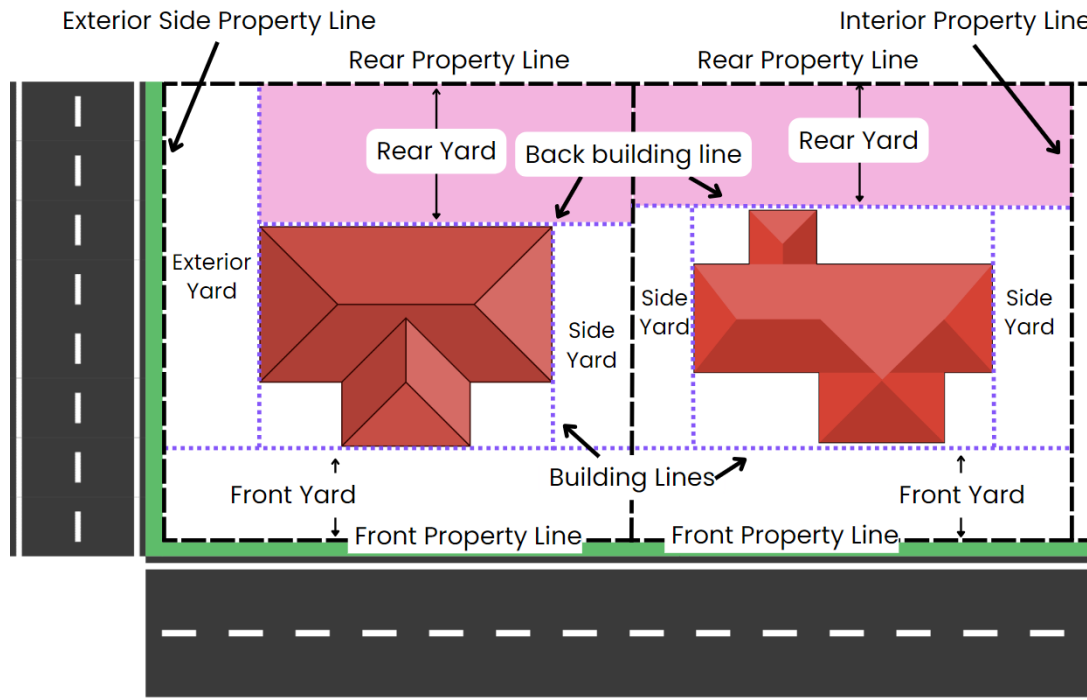 Exterior Side Property Line
Interior Property Line
Rear Property Line
Rear Property Line
Rear Yard
Back building line
Rear Yard
Exterior
Yard
Side
Yard
Side
Yard
Side
Yard
Building Lines
Front Yard
Front Yard
Front Property Line
Front Property Line